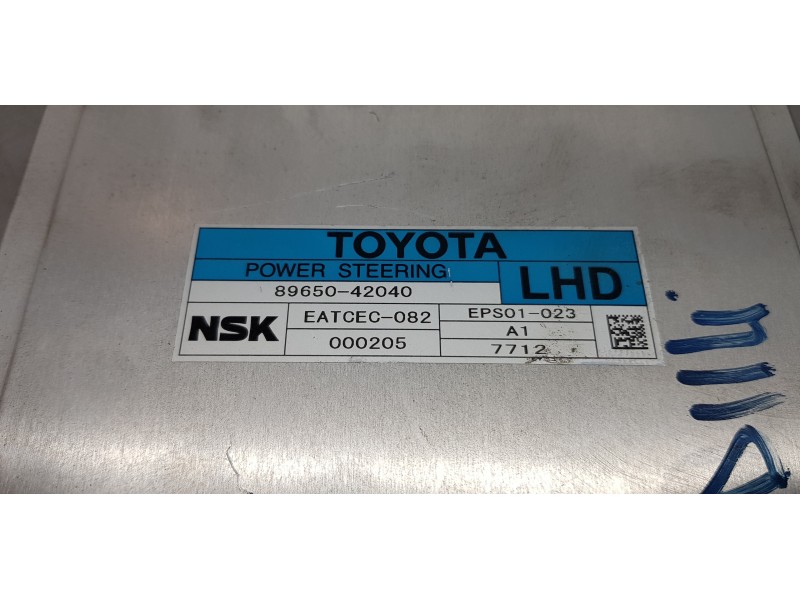 TOYOTA
POWER STEERING
LHD
89650-42040
NSK
EATCEC-082
EPS01-023
A1
000205
7712